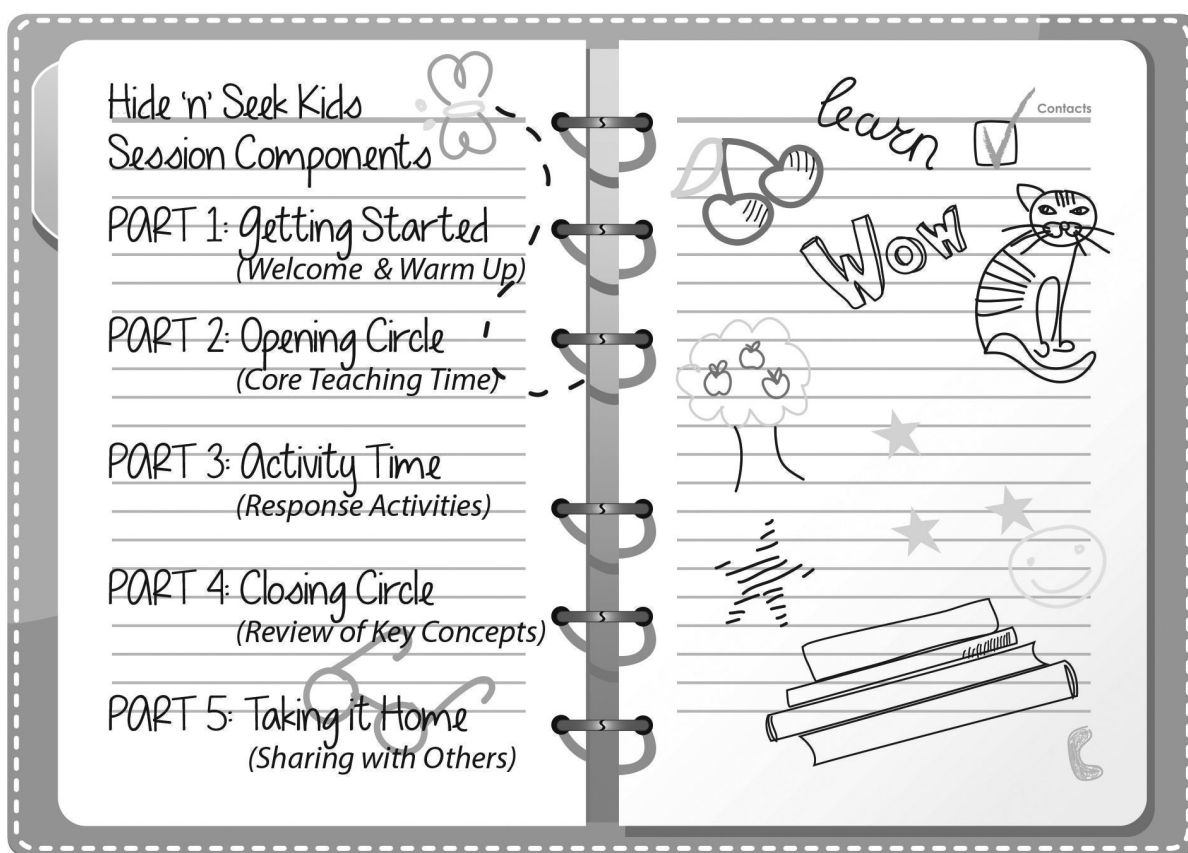 Hide 'n' Seek Kids
Session Components
PART 1: Getting Started
(Welcome & Warm Up)
PART 2: Opening Circle
(Core Teaching Time)
PART 3: Activity Time
(Response Activities)
PART 4: Closing Circle
(Review of Key Concepts)
PART 5: Taking it Home
(Sharing with Others)
learn
Contacts
Wow